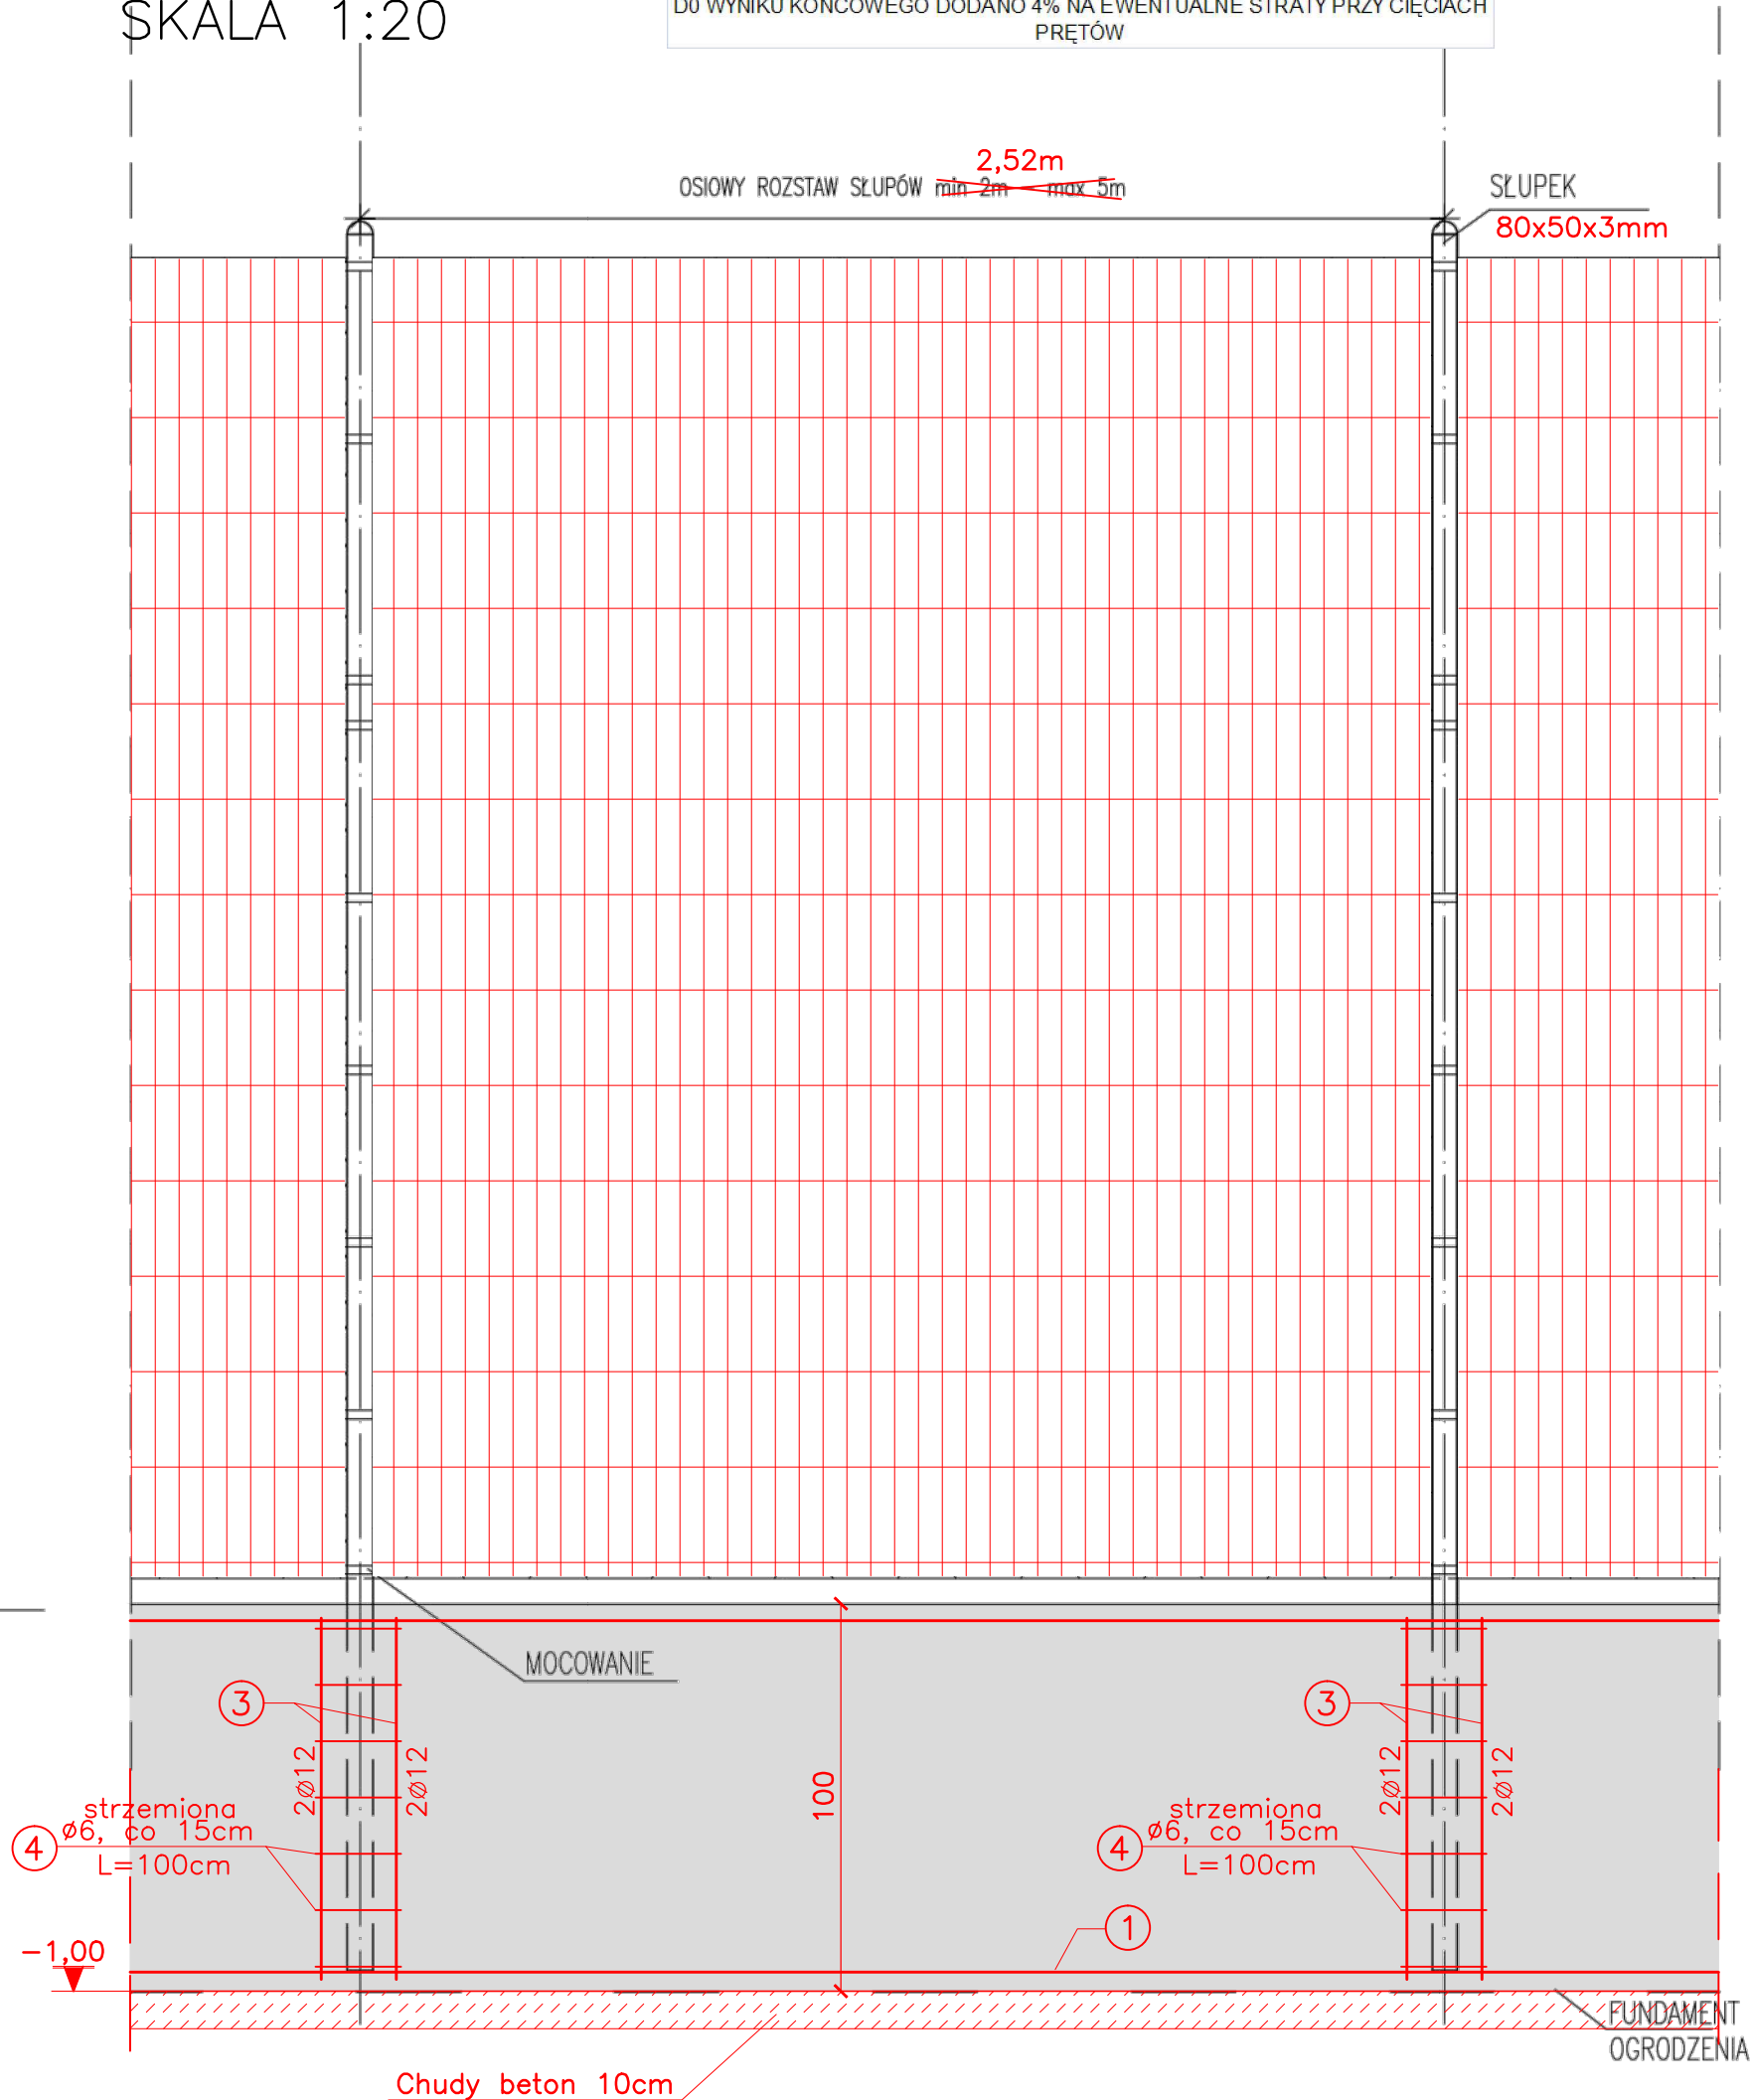 SKALA 1:20
D0 WYNIKU KOŃCOWEGO DODANO 4% NA EWENTUALNE STRATY PRZY CIĘCIACH
PRĘTÓW
2,52m
OSIOWY ROZSTAW SŁUPÓW min 2m max 5m
SŁUPEK
80x50x3mm
MOCOWANIE
3
3
2ø12
2ø12
2ø12
2ø12
100
strzemiona
ø6, co 15cm
L=100cm
4
strzemiona
ø6, co 15cm
L=100cm
4
1
-1,00
FUNDAMENT
OGRODZENIA
Chudy beton 10cm